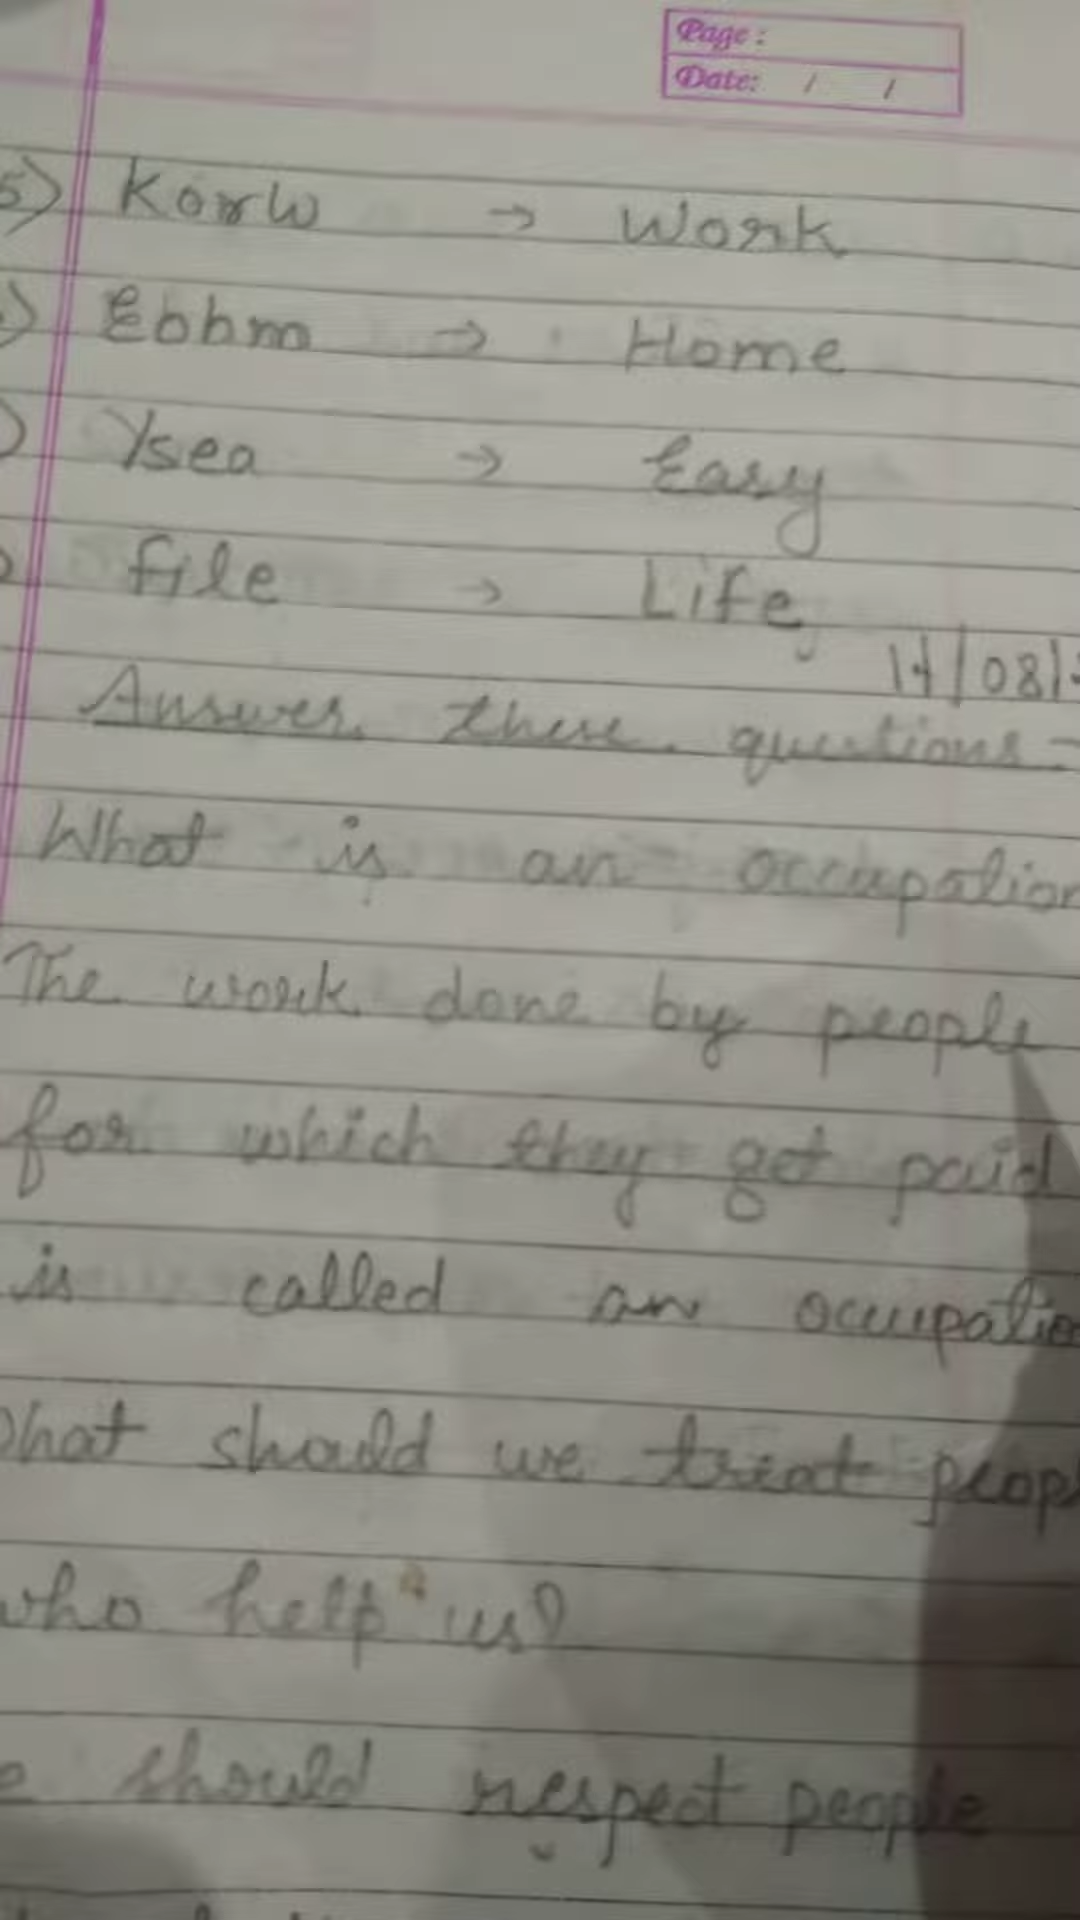 Page:
Date: / /
5) Korw → Work
) Ebhm → Home
) Ysea → Easy
file → Life
14/08/
Answer these questions-
What is an occupation
The work done by people
for which they get paid
is called an occupation
What should we treat peopl
who help us?
e should respect people